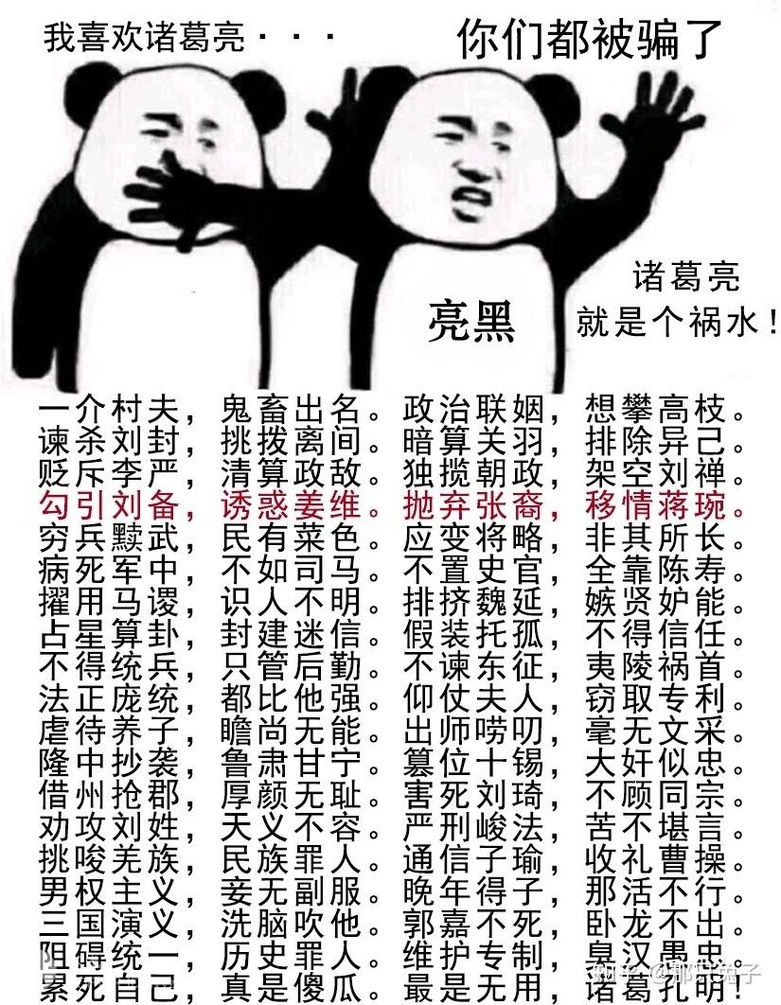 我喜欢诸葛亮···
你们都被骗了
诸葛亮
就是个祸水！
亮黑
一介村夫，鬼畜出名。政治联姻，想攀高枝。
谏杀刘封，挑拨离间。暗算关羽，排除异己。
贬斥李严，清算政敌。独揽朝政，架空刘禅。
勾引刘备，诱惑姜维。抛弃张裔，移情蒋琬。
穷兵黩武，民有菜色。应变将略，非其所长。
病死军中，不如司马。不置史官，全靠陈寿。
擢用马谡，识人不明。排挤魏延，嫉贤妒能。
占星算卦，封建迷信。假装托孤，不得信任。
不得统兵，只管后勤。不谏东征，夷陵祸首。
法正庞统，都比他强。仰仗夫人，窃取专利。
虐待养子，瞻尚无能。出师唠叨，毫无文采。
隆中抄袭，鲁肃甘宁。篡位十锡，大奸似忠。
借州抢郡，厚颜无耻。害死刘琦，不顾同宗。
劝攻刘姓，天义不容。严刑峻法，苦不堪言。
挑唆羌族，民族罪人。通信子瑜，收礼曹操。
男权主义，妾无副服。晚年得子，那活不行。
三国演义，洗脑吹他。郭嘉不死，卧龙不出。
阻碍统一，历史罪人。维护专制，臭汉愚忠。
累死自己，真是傻瓜。最是无用，诸葛孔明！